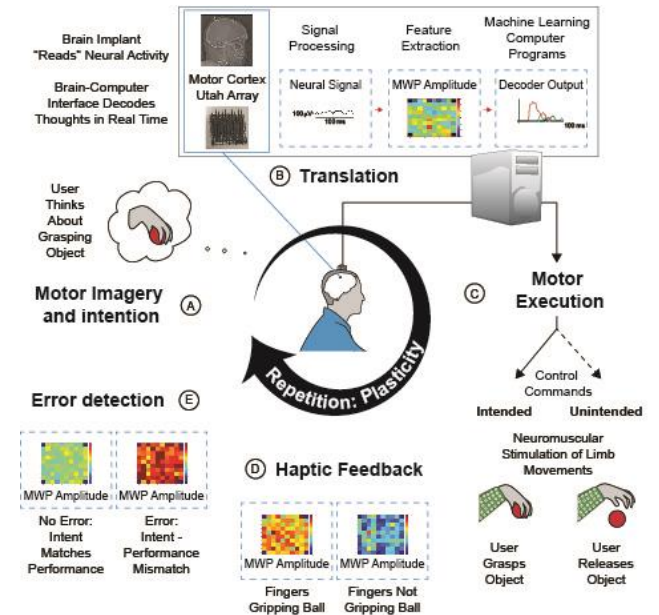 Brain Implant
"Reads" Neural Activity
Brain-Computer
Interface Decodes
Thoughts in Real Time
Motor Cortex
Utah Array
Signal
Processing
Neural Signal
100µV
100 ms
Feature
Extraction
MWP Amplitude
Machine Learning
Computer
Programs
Decoder Output
100 ms
B Translation
User
Thinks
About
Grasping
Object
Motor Imagery
and intention
A
Repetition: Plasticity
C
Motor
Execution
Control
Commands
Intended
Unintended
Neuromuscular
Stimulation of Limb
Movements
User
Grasps
Object
User
Releases
Object
D Haptic Feedback
MWP Amplitude
Fingers
Gripping Ball
MWP Amplitude
Fingers Not
Gripping Ball
Error detection E
MWP Amplitude
No Error:
Intent
Matches
Performance
MWP Amplitude
Error:
Intent -
Performance
Mismatch